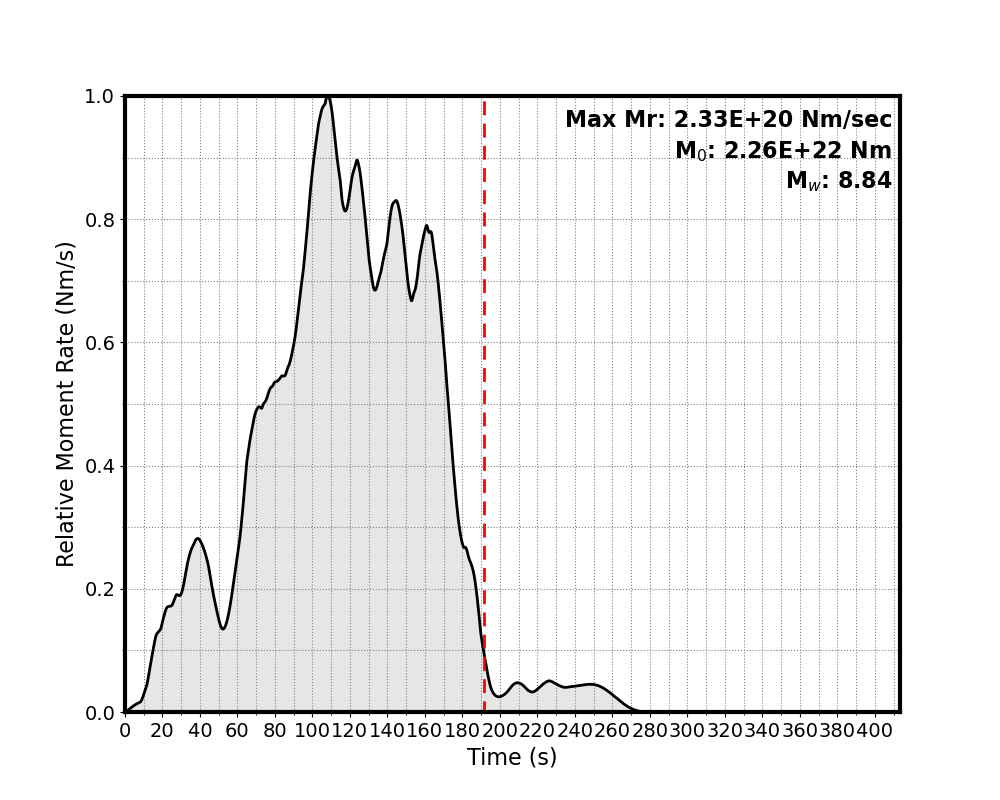 Max Mr: 2.33E+20 Nm/sec
M₀: 2.26E+22 Nm
M𝓌: 8.84
Relative Moment Rate (Nm/s)
1.0
0.8
0.6
0.4
0.2
0.0
0 20 40 60 80 100 120 140 160 180 200 220 240 260 280 300 320 340 360 380 400
Time (s)